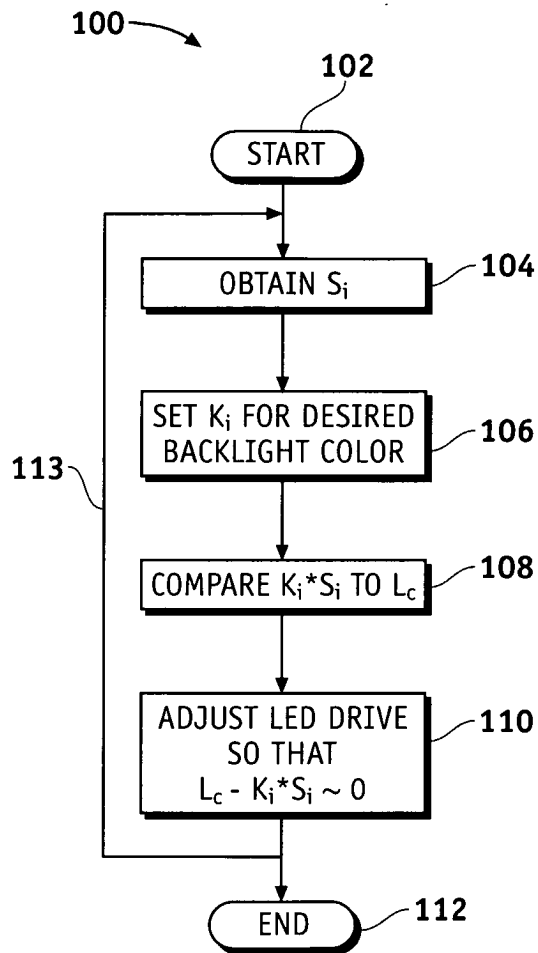 100
102
START
OBTAIN Sᵢ
104
SET Kᵢ FOR DESIRED
BACKLIGHT COLOR
106
113
COMPARE Kᵢ*Sᵢ TO L꜀
108
ADJUST LED DRIVE
SO THAT
L꜀ - Kᵢ*Sᵢ ~ 0
110
END
112